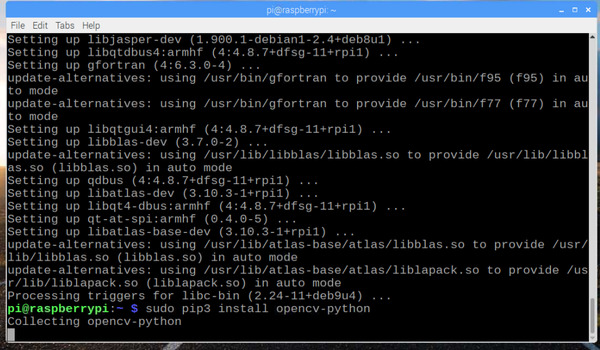 pi@raspberrypi: ~
File Edit Tabs Help
Setting up libjasper-dev (1.900.1-debian1-2.4+deb8u1) ...
Setting up libqtdbus4:armhf (4:4.8.7+dfsg-11+rpi1) ...
Setting up gfortran (4:6.3.0-4) ...
update-alternatives: using /usr/bin/gfortran to provide /usr/bin/f95 (f95) in au
to mode
update-alternatives: using /usr/bin/gfortran to provide /usr/bin/f77 (f77) in au
to mode
Setting up libqtgui4:armhf (4:4.8.7+dfsg-11+rpi1) ...
Setting up libblas-dev (3.7.0-2) ...
update-alternatives: using /usr/lib/libblas/libblas.so to provide /usr/lib/libbl
as.so (libblas.so) in auto mode
Setting up qdbus (4:4.8.7+dfsg-11+rpi1) ...
Setting up libatlas-dev (3.10.3-1+rpi1) ...
Setting up libqt4-dbus:armhf (4:4.8.7+dfsg-11+rpi1) ...
Setting up qt-at-spi:armhf (0.4.0-5) ...
Setting up libatlas-base-dev (3.10.3-1+rpi1) ...
update-alternatives: using /usr/lib/atlas-base/atlas/libblas.so to provide /usr/
lib/libblas.so (libblas.so) in auto mode
update-alternatives: using /usr/lib/atlas-base/atlas/liblapack.so to provide /us
r/lib/liblapack.so (liblapack.so) in auto mode
Processing triggers for libc-bin (2.24-11+deb9u4) ...
pi@raspberrypi:~ $ sudo pip3 install opencv-python
Collecting opencv-python